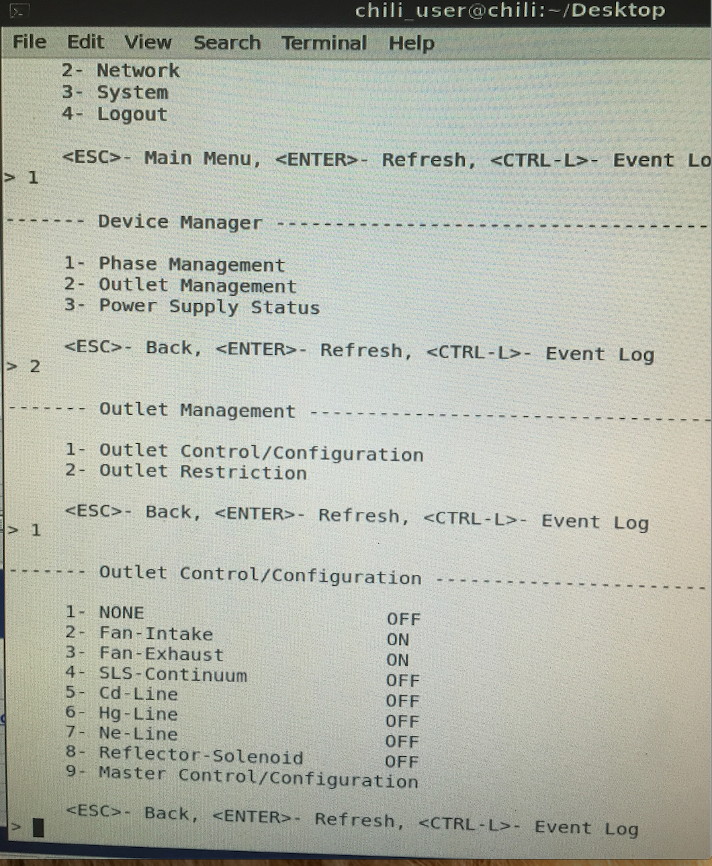 chili_user@chili:~/Desktop
File Edit View Search Terminal Help
2- Network
3- System
4- Logout
<ESC>- Main Menu, <ENTER>- Refresh, <CTRL-L>- Event Lo
> 1
------- Device Manager --------------------------------------
1- Phase Management
2- Outlet Management
3- Power Supply Status
<ESC>- Back, <ENTER>- Refresh, <CTRL-L>- Event Log
> 2
------- Outlet Management -----------------------------------
1- Outlet Control/Configuration
2- Outlet Restriction
<ESC>- Back, <ENTER>- Refresh, <CTRL-L>- Event Log
> 1
------- Outlet Control/Configuration ------------------------
1- NONE OFF
2- Fan-Intake ON
3- Fan-Exhaust ON
4- SLS-Continuum OFF
5- Cd-Line OFF
6- Hg-Line OFF
7- Ne-Line OFF
8- Reflector-Solenoid OFF
9- Master Control/Configuration
<ESC>- Back, <ENTER>- Refresh, <CTRL-L>- Event Log
>